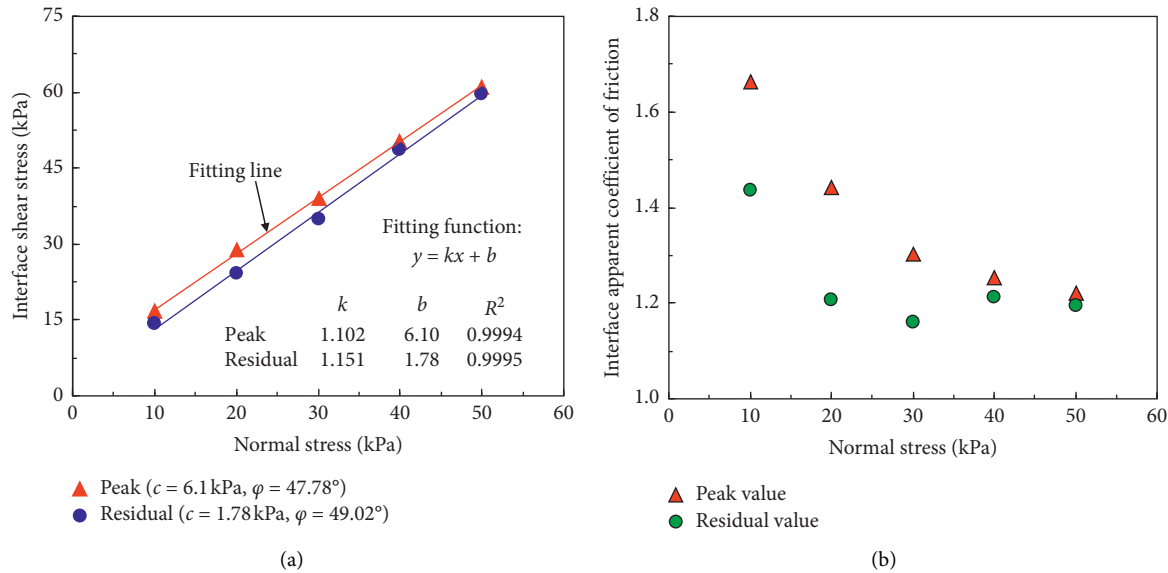 Interface shear stress (kPa)
75
60
45
30
15
0
Fitting line
Fitting function:
y = kx + b
k b R²
Peak 1.102 6.10 0.9994
Residual 1.151 1.78 0.9995
0 10 20 30 40 50 60
Normal stress (kPa)
Peak (c = 6.1 kPa, φ = 47.78°)
Residual (c = 1.78 kPa, φ = 49.02°)
(a)
Interface apparent coefficient of friction
1.8
1.6
1.4
1.2
1.0
0 10 20 30 40 50 60
Normal stress (kPa)
Peak value
Residual value
(b)